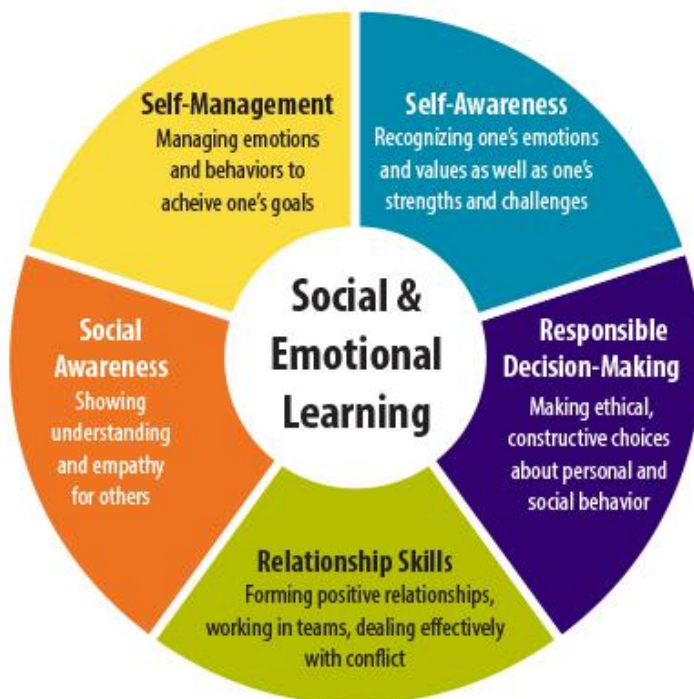 Self-Management
Managing emotions
and behaviors to
acheive one's goals
Self-Awareness
Recognizing one's emotions
and values as well as one's
strengths and challenges
Social &
Emotional
Learning
Social
Awareness
Showing
understanding
and empathy
for others
Responsible
Decision-Making
Making ethical,
constructive choices
about personal and
social behavior
Relationship Skills
Forming positive relationships,
working in teams, dealing effectively
with conflict